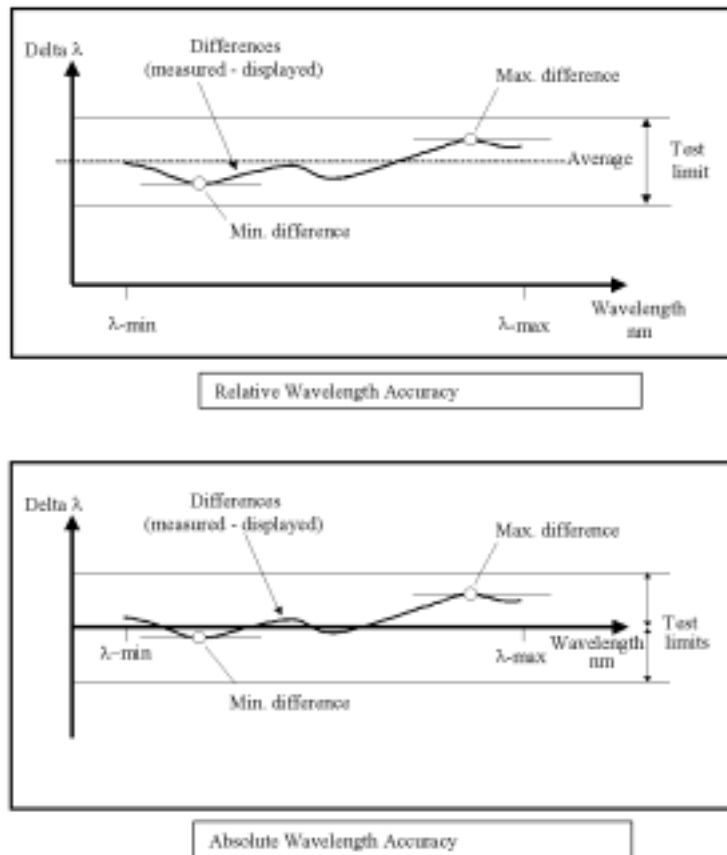 Delta λ
Differences
(measured - displayed)
Max. difference
Average
Test
limit
Min. difference
λ-min
λ-max
Wavelength
nm
Relative Wavelength Accuracy
Delta λ
Differences
(measured - displayed)
Max. difference
Test
limits
λ-min
λ-max
Wavelength
nm
Min. difference
Absolute Wavelength Accuracy